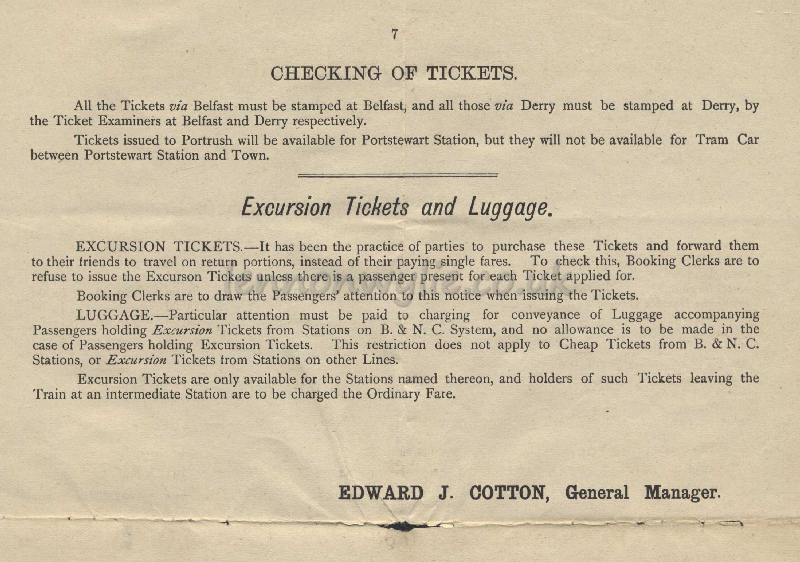 7
CHECKING OF TICKETS.
All the Tickets via Belfast must be stamped at Belfast, and all those via Derry must be stamped at Derry, by
the Ticket Examiners at Belfast and Derry respectively.
Tickets issued to Portrush will be available for Portstewart Station, but they will not be available for Tram Car
between Portstewart Station and Town.
Excursion Tickets and Luggage.
EXCURSION TICKETS.—It has been the practice of parties to purchase these Tickets and forward them
to their friends to travel on return portions, instead of their paying single fares. To check this, Booking Clerks are to
refuse to issue the Excurson Tickets unless there is a passenger present for each Ticket applied for.
lennonwylie.co.uk
Booking Clerks are to draw the Passengers' attention to this notice when issuing the Tickets.
LUGGAGE.—Particular attention must be paid to charging for conveyance of Luggage accompanying
Passengers holding Excursion Tickets from Stations on B. & N. C. System, and no allowance is to be made in the
case of Passengers holding Excursion Tickets. This restriction does not apply to Cheap Tickets from B. & N. C.
Stations, or Excursion Tickets from Stations on other Lines.
Excursion Tickets are only available for the Stations named thereon, and holders of such Tickets leaving the
Train at an intermediate Station are to be charged the Ordinary Fare.
EDWARD J. COTTON, General Manager.